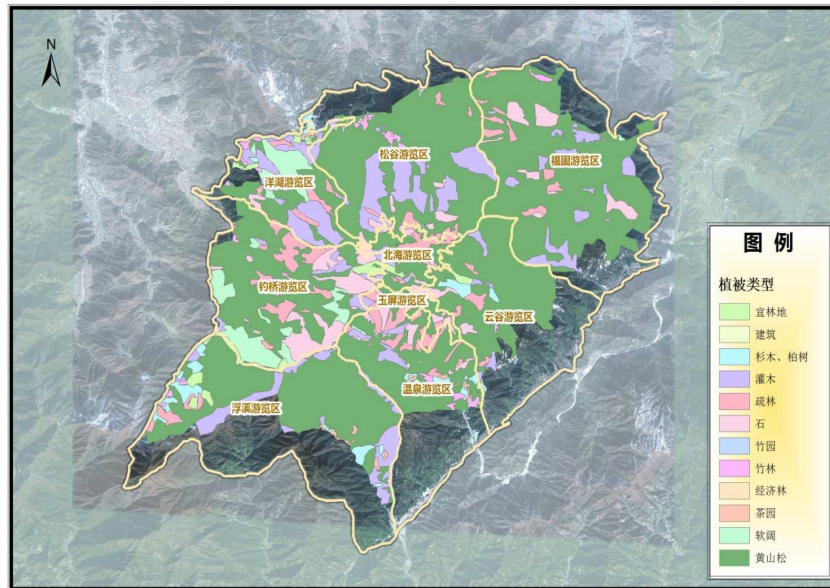 N
松谷游览区
福固游览区
洋湖游览区
北海游览区
钓桥游览区
玉屏游览区
云谷游览区
温泉游览区
浮溪游览区
图 例
植被类型
宜林地
建筑
杉木、柏树
灌木
疏林
石
竹园
竹林
经济林
茶园
软阔
黄山松